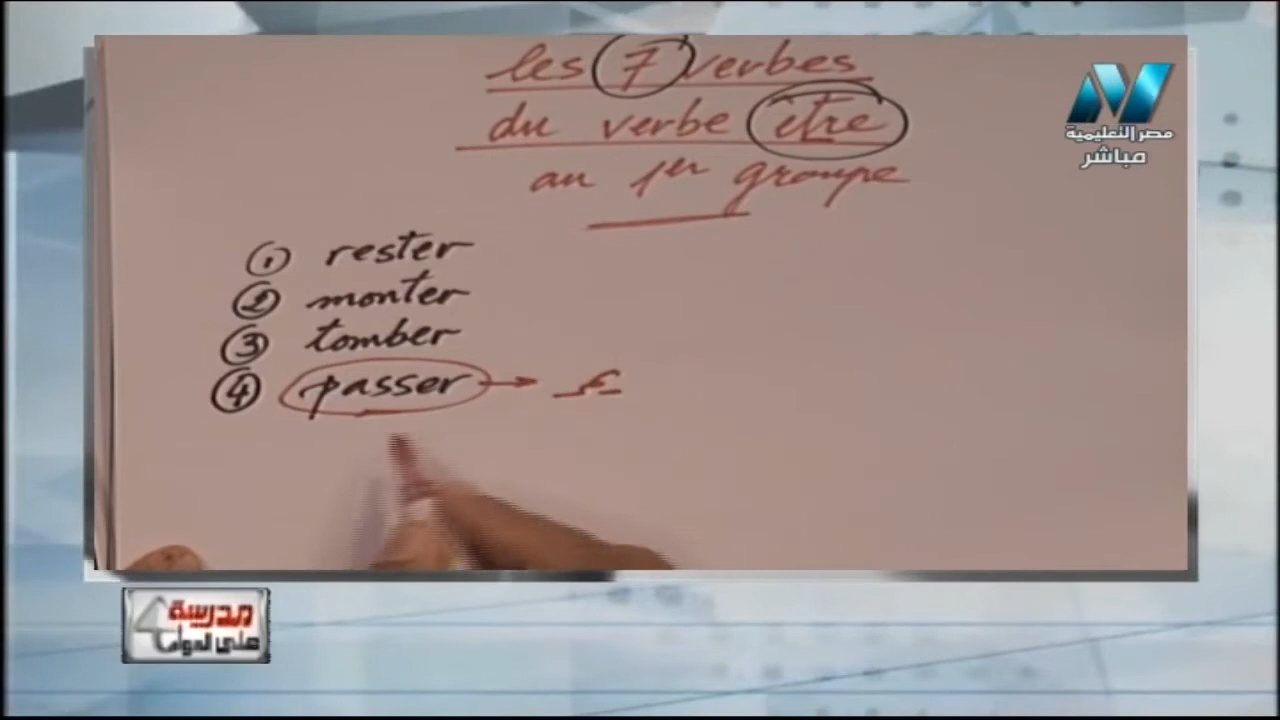 les 7 verbes
du verbe être
au 1er groupe
① rester
② monter
③ tomber
④ passer →
مصر التعليمية
مباشر
مدرسة
على الهواء